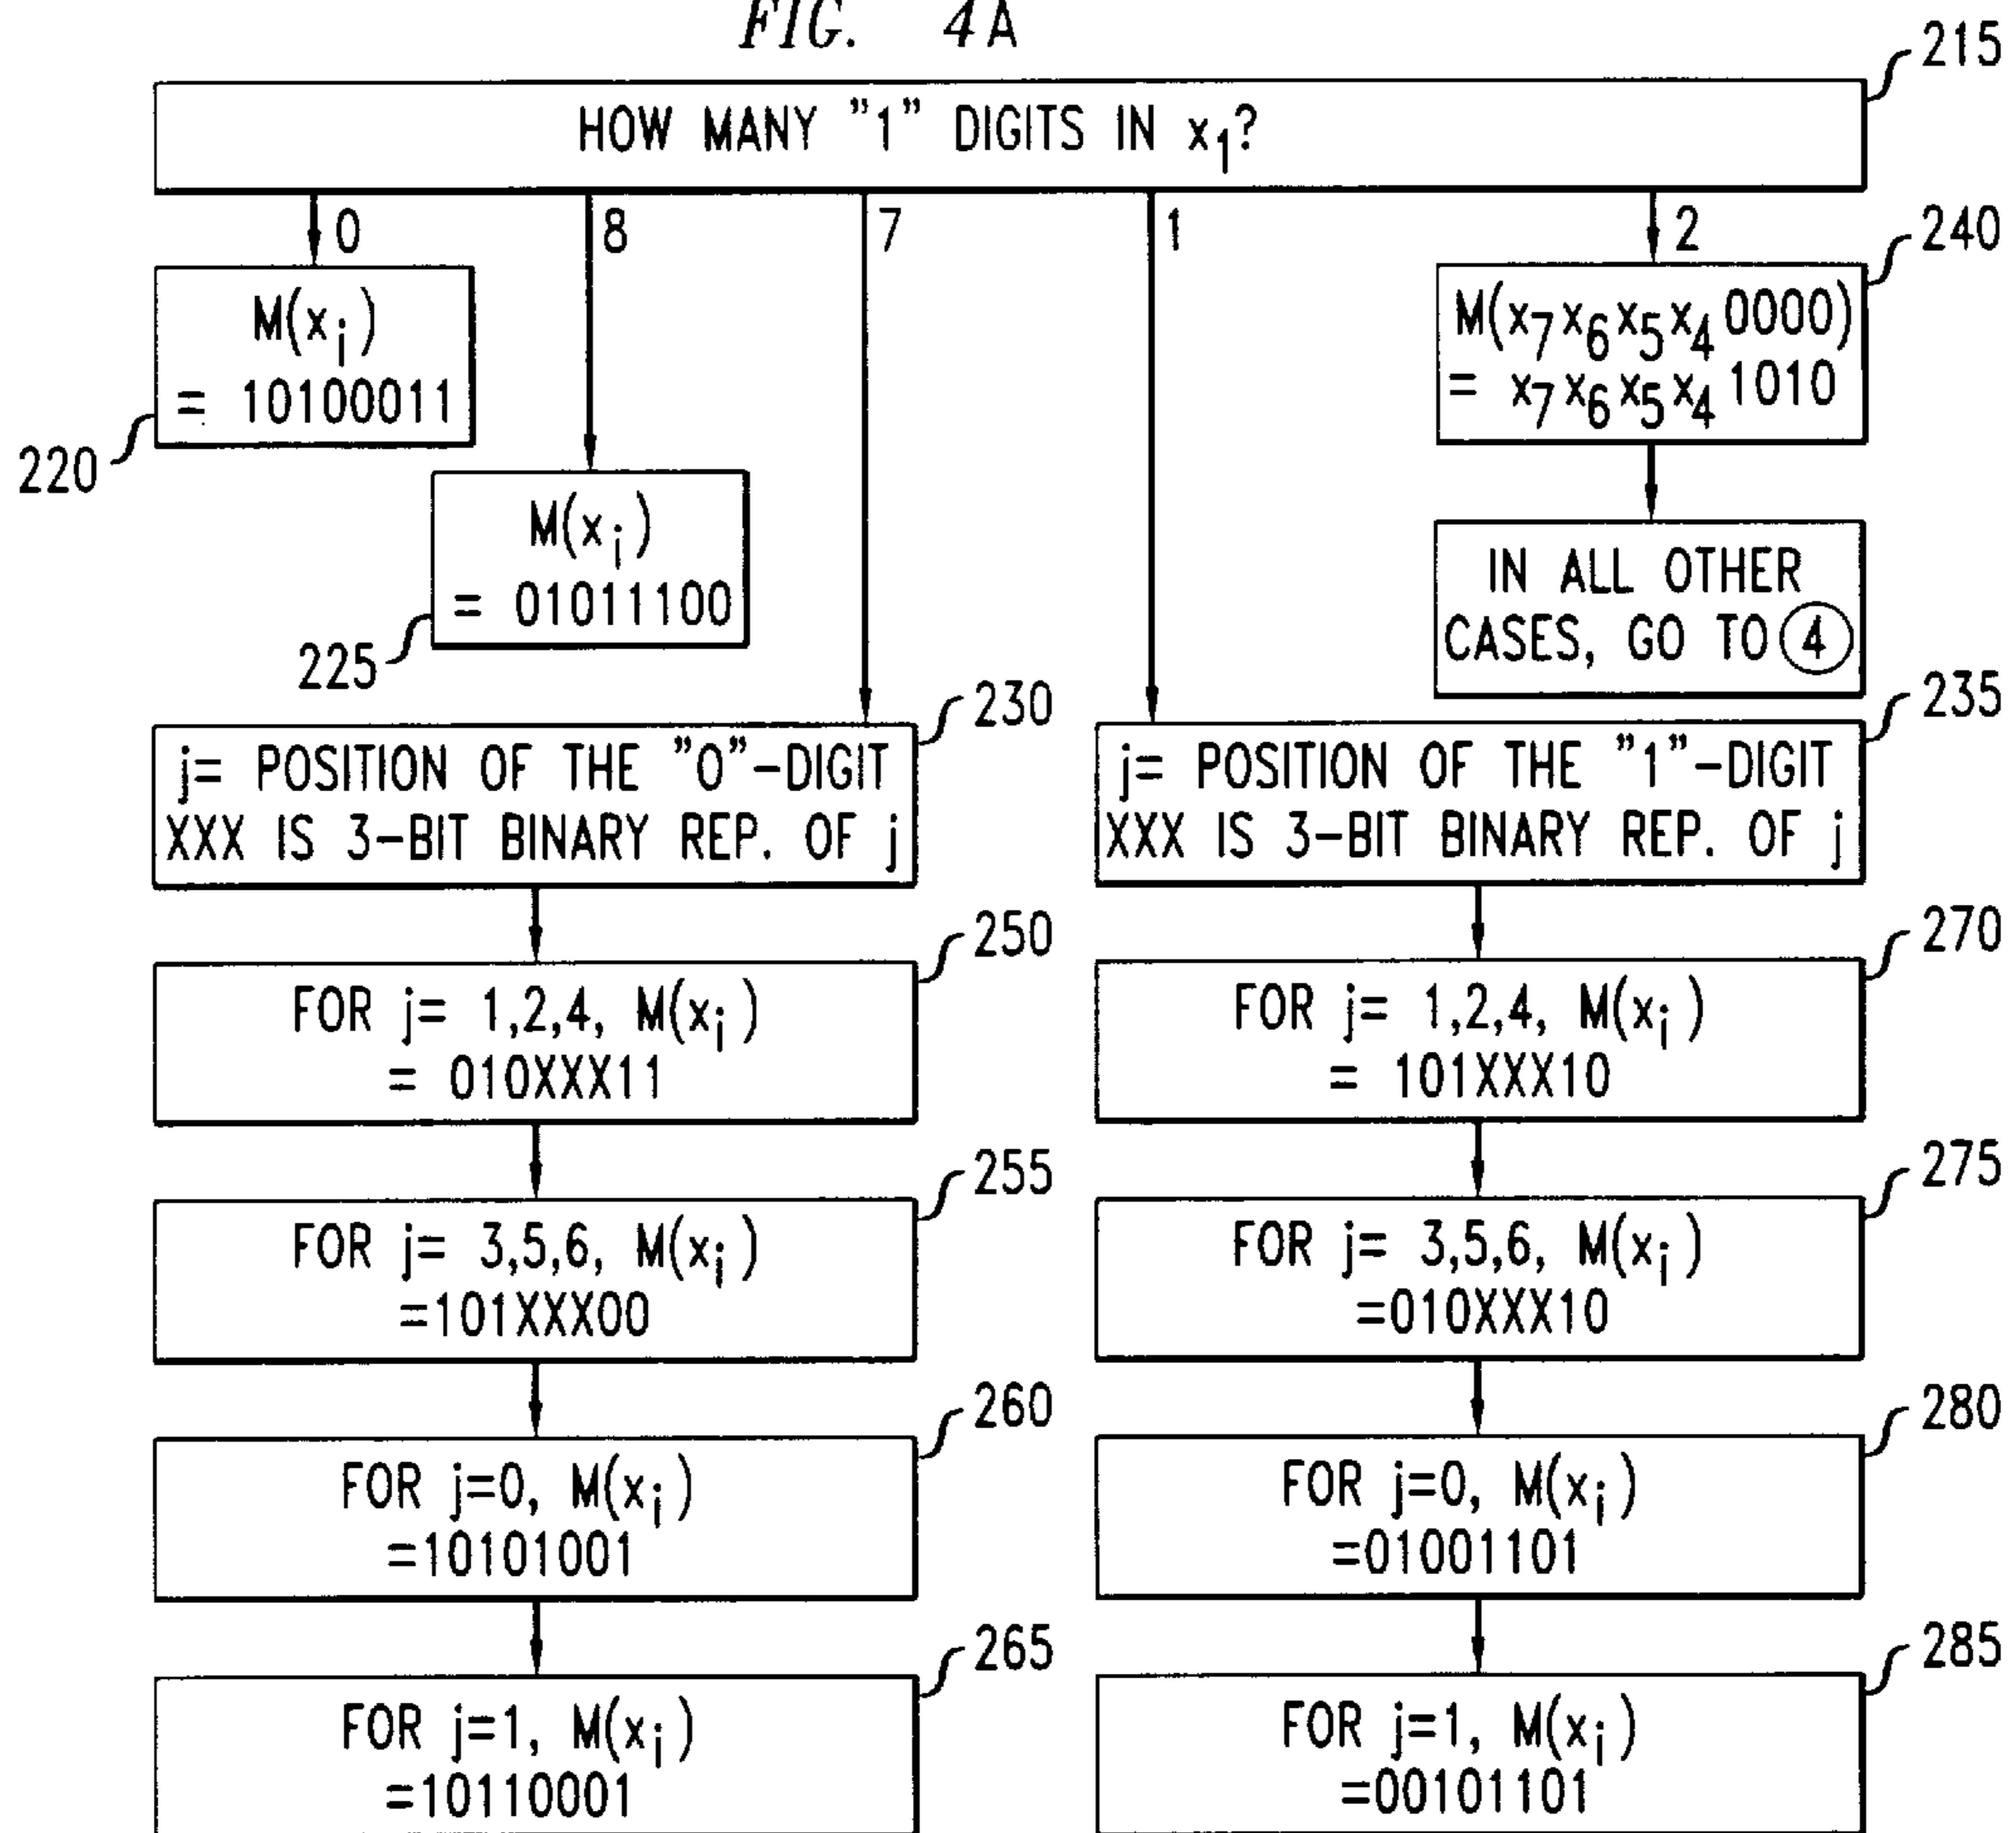 FIG. 4A
215
HOW MANY "1" DIGITS IN x1?
0
8
7
1
2
240
M(xi)
= 10100011
220
M(x7x6x5x4 0000)
= x7x6x5x4 1010
M(xi)
= 01011100
225
IN ALL OTHER
CASES, GO TO 4
230
j= POSITION OF THE "0"-DIGIT
XXX IS 3-BIT BINARY REP. OF j
235
j= POSITION OF THE "1"-DIGIT
XXX IS 3-BIT BINARY REP. OF j
250
FOR j= 1,2,4, M(xi)
= 010XXX11
270
FOR j= 1,2,4, M(xi)
= 101XXX10
255
FOR j= 3,5,6, M(xi)
=101XXX00
275
FOR j= 3,5,6, M(xi)
=010XXX10
260
FOR j=0, M(xi)
=10101001
280
FOR j=0, M(xi)
=01001101
265
FOR j=1, M(xi)
=10110001
285
FOR j=1, M(xi)
=00101101